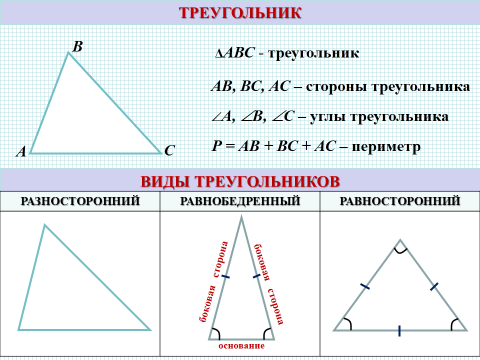 ТРЕУГОЛЬНИК
B
A
C
ΔABC - треугольник
AB, BC, AC – стороны треугольника
∠A, ∠B, ∠C – углы треугольника
P = AB + BC + AC – периметр
ВИДЫ ТРЕУГОЛЬНИКОВ
РАЗНОСТОРОННИЙ
РАВНОБЕДРЕННЫЙ
РАВНОСТОРОННИЙ
боковая сторона
боковая сторона
основание